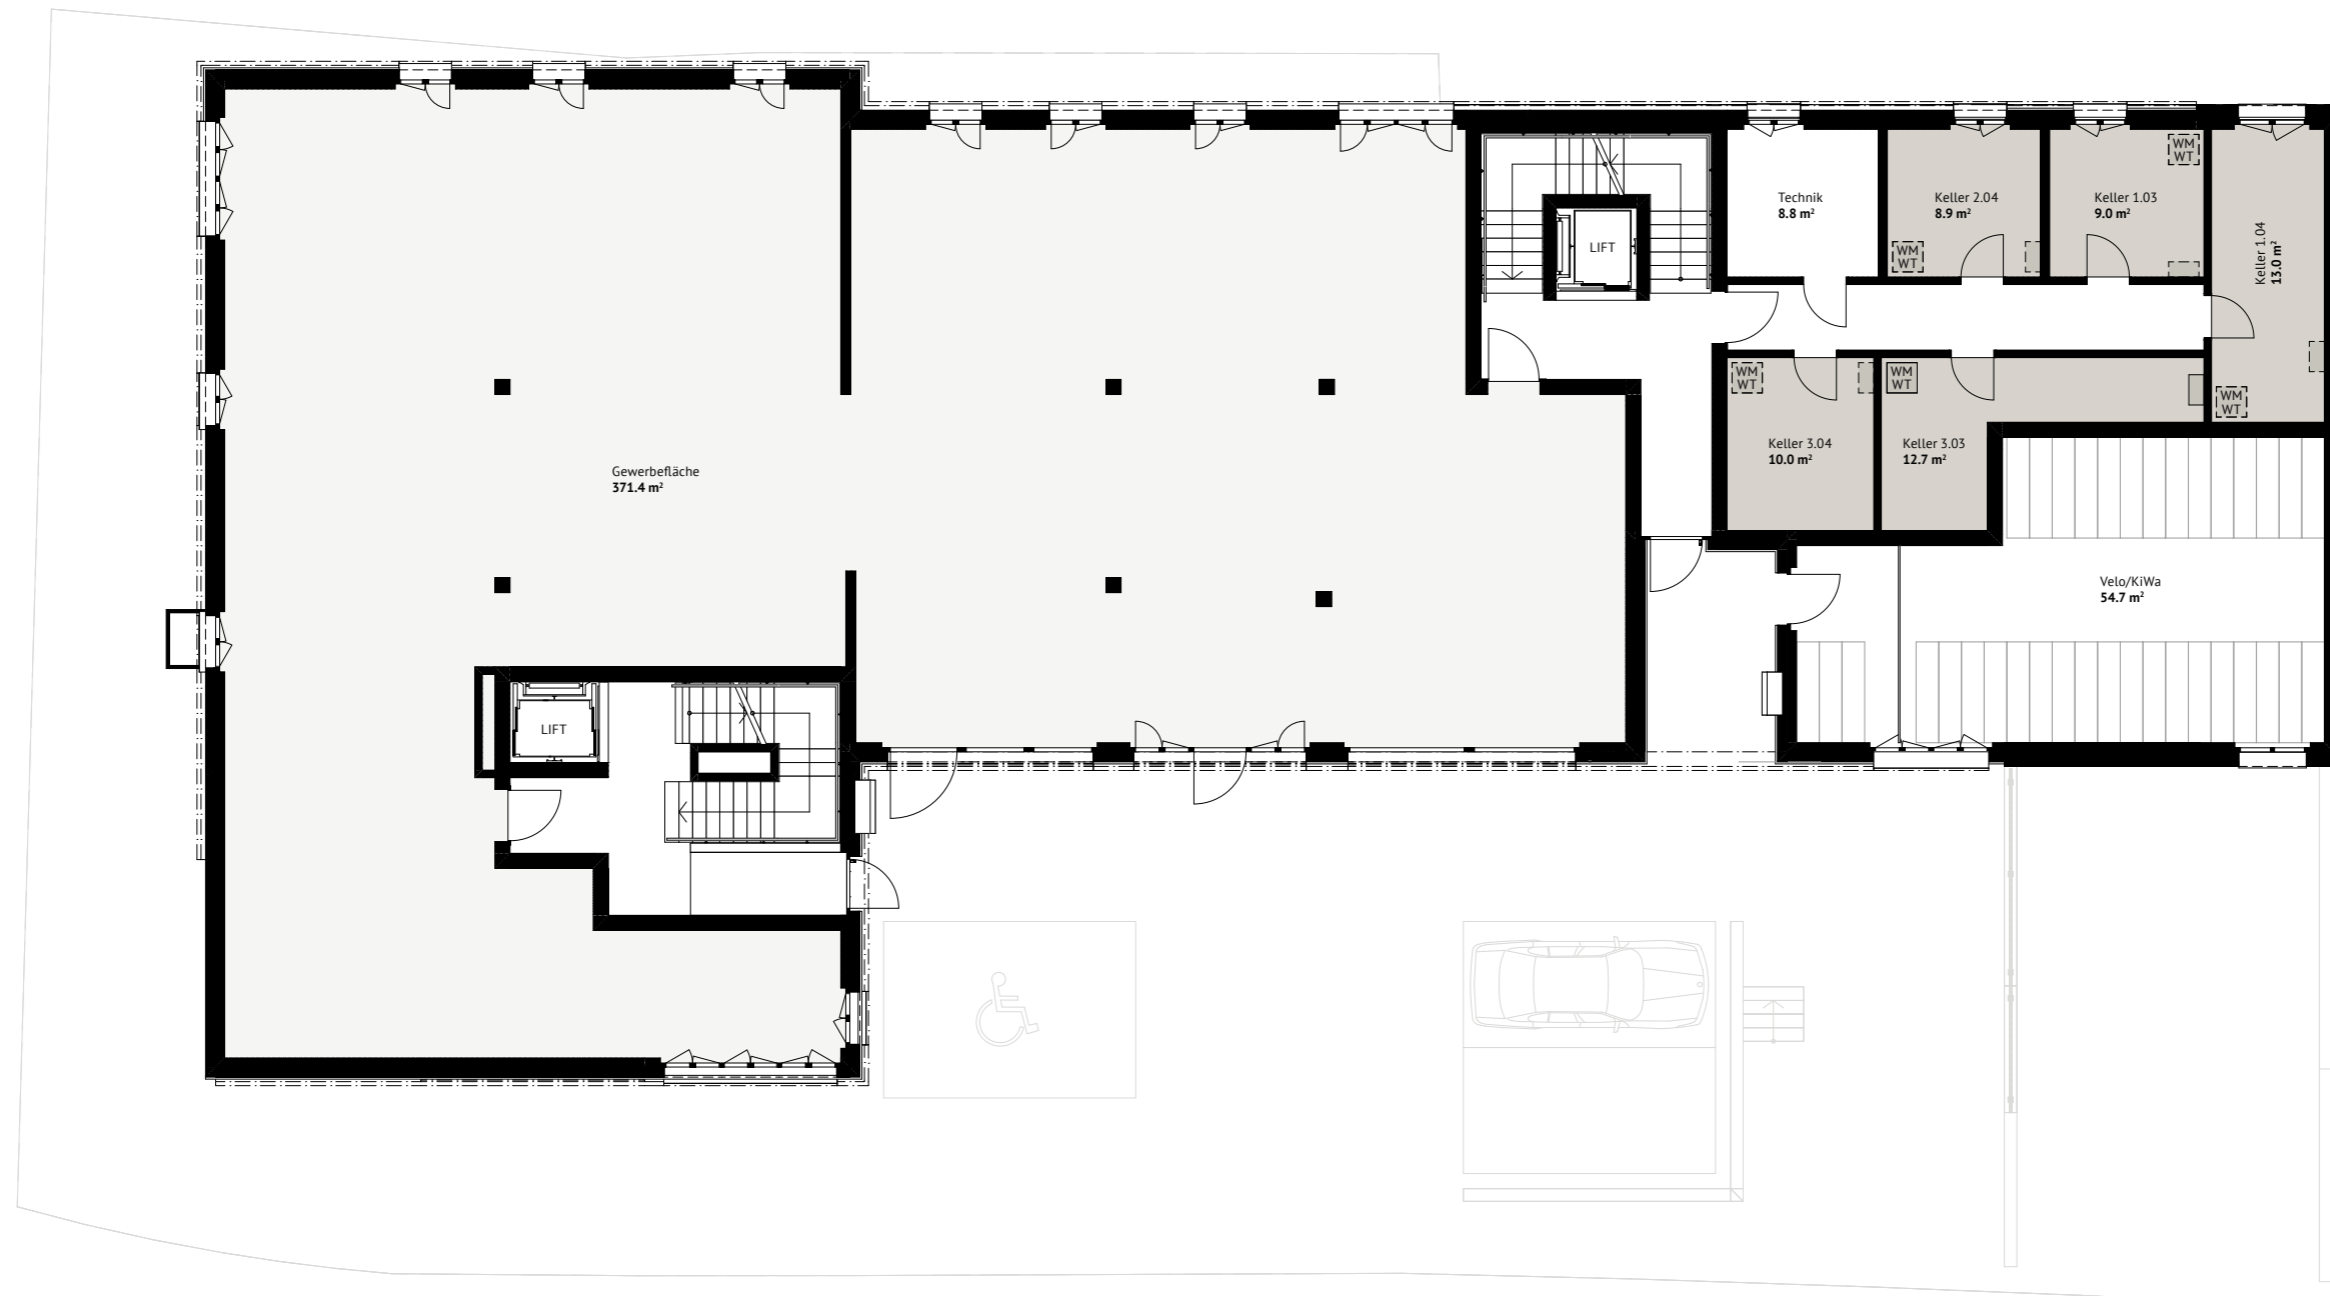 WM
WT
Technik
8.8 m²
Keller 2.04
8.9 m²
Keller 1.03
9.0 m²
Keller 1.04
13.0 m²
LIFT
WM
WT
WM
WT
WM
WT
WM
WT
Keller 3.04
10.0 m²
Keller 3.03
12.7 m²
Gewerbefläche
371.4 m²
Velo/KiWa
54.7 m²
LIFT